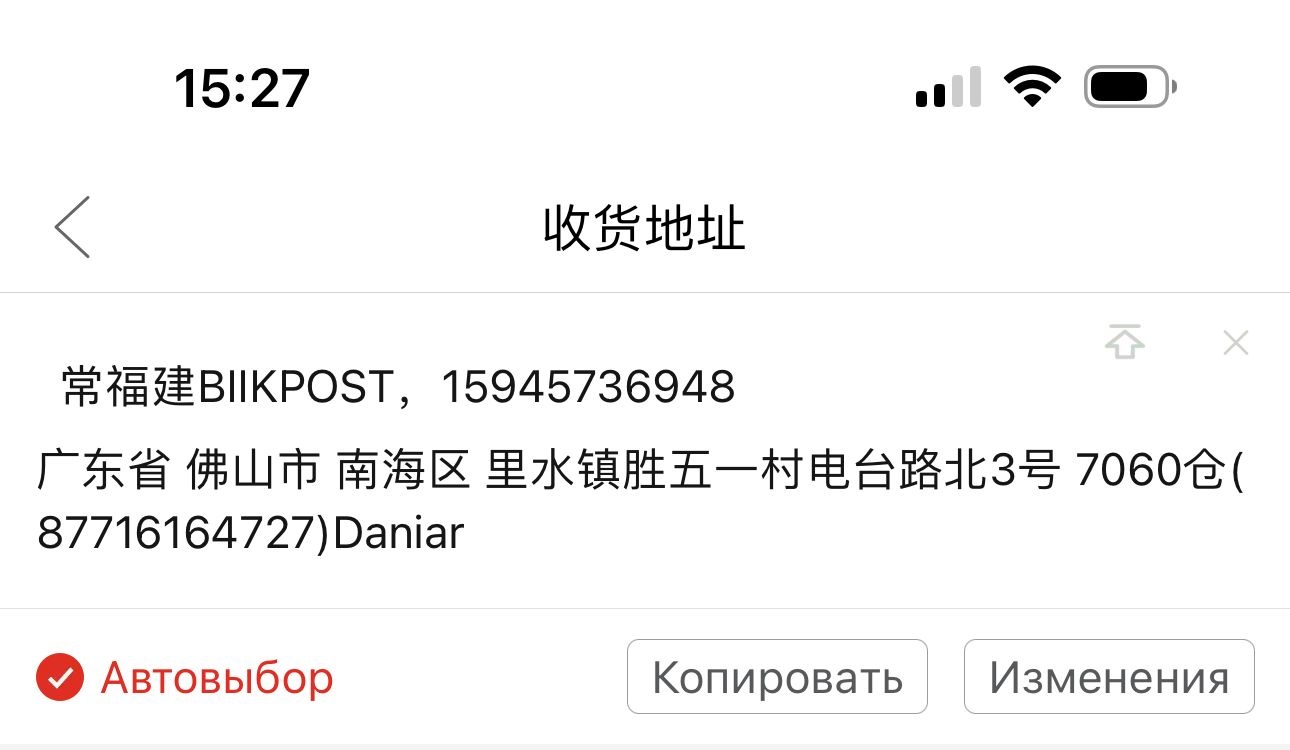 15:27
收货地址
常福建BIIKPOST，15945736948
广东省 佛山市 南海区 里水镇胜五一村电台路北3号 7060仓(
87716164727)Daniar
Автовыбор
Копировать
Изменения